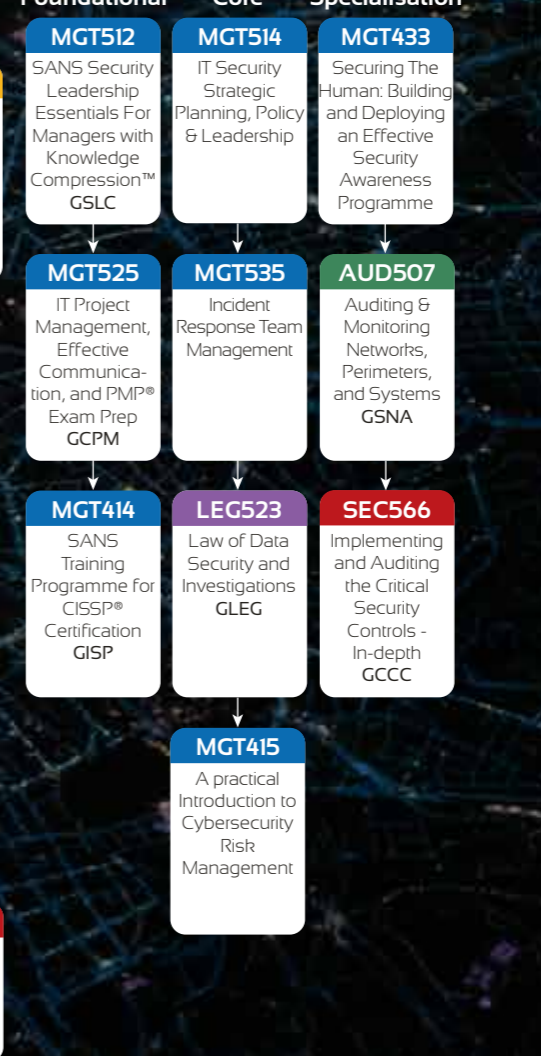 Foundational
Core
Specialisation
MGT512
SANS Security
Leadership
Essentials For
Managers with
Knowledge
Compression™
GSLC
MGT525
IT Project
Management,
Effective
Communica-
tion, and PMP®
Exam Prep
GCPM
MGT414
SANS
Training
Programme for
CISSP®
Certification
GISP
MGT514
IT Security
Strategic
Planning, Policy
& Leadership
MGT535
Incident
Response Team
Management
LEG523
Law of Data
Security and
Investigations
GLEG
MGT415
A practical
Introduction to
Cybersecurity
Risk
Management
MGT433
Securing The
Human: Building
and Deploying
an Effective
Security
Awareness
Programme
AUD507
Auditing &
Monitoring
Networks,
Perimeters,
and Systems
GSNA
SEC566
Implementing
and Auditing
the Critical
Security
Controls -
In-depth
GCCC